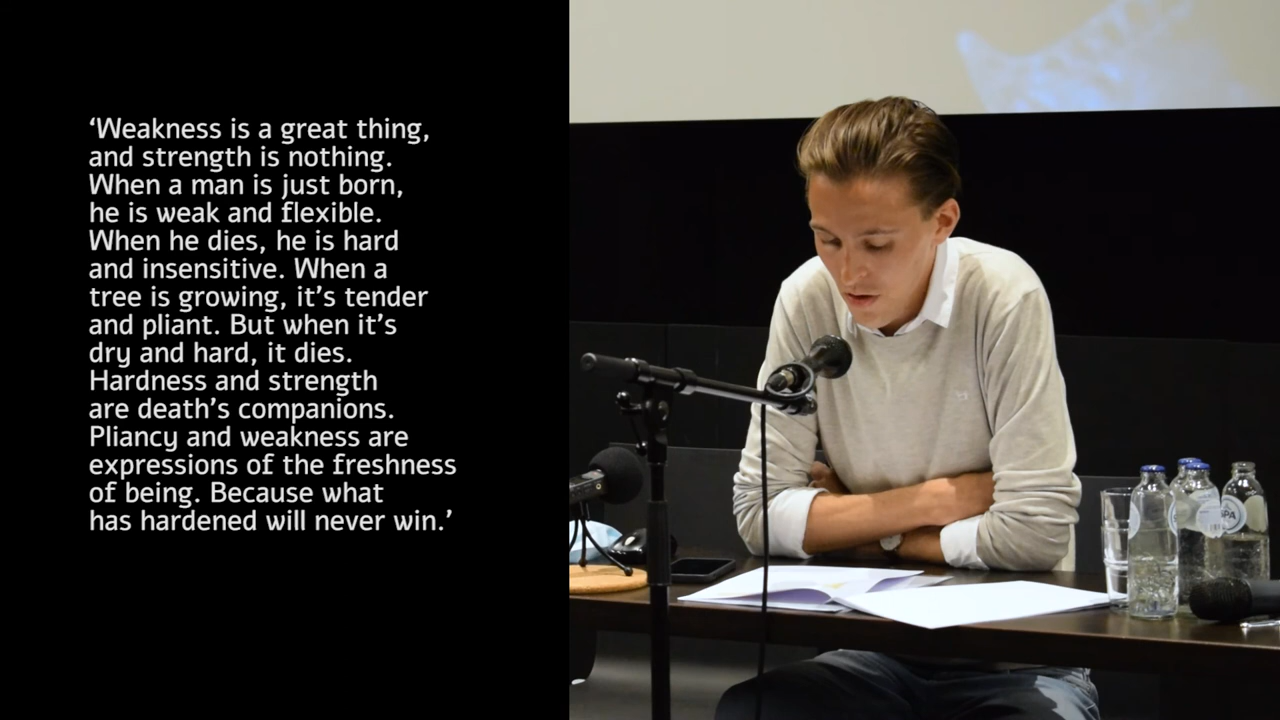 ‘Weakness is a great thing,
and strength is nothing.
When a man is just born,
he is weak and flexible.
When he dies, he is hard
and insensitive. When a
tree is growing, it’s tender
and pliant. But when it’s
dry and hard, it dies.
Hardness and strength
are death’s companions.
Pliancy and weakness are
expressions of the freshness
of being. Because what
has hardened will never win.’
SPA